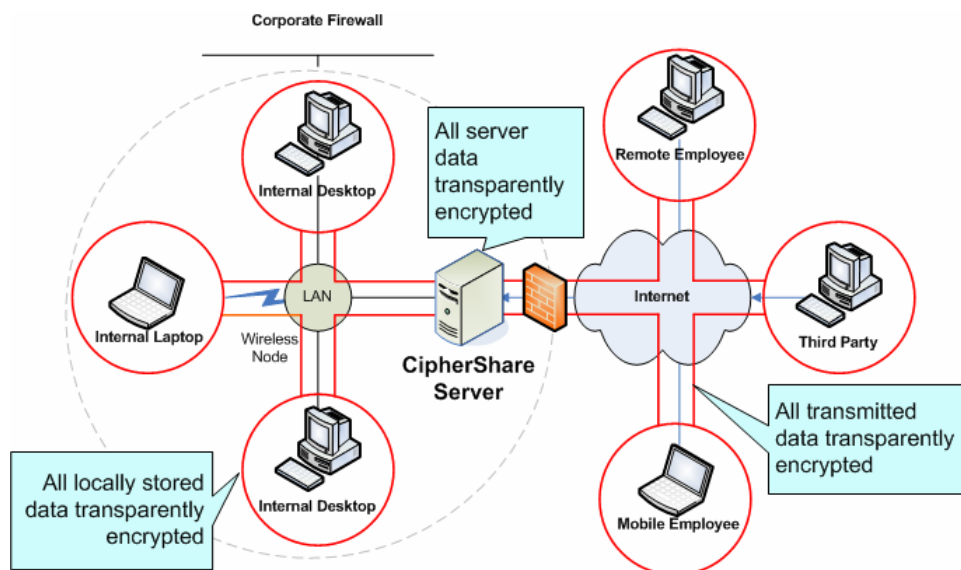 Corporate Firewall
Internal Desktop
All server
data
transparently
encrypted
Remote Employee
Internal Laptop
LAN
Wireless
Node
CipherShare
Server
Internet
Third Party
All locally stored
data transparently
encrypted
Internal Desktop
All transmitted
data transparently
encrypted
Mobile Employee